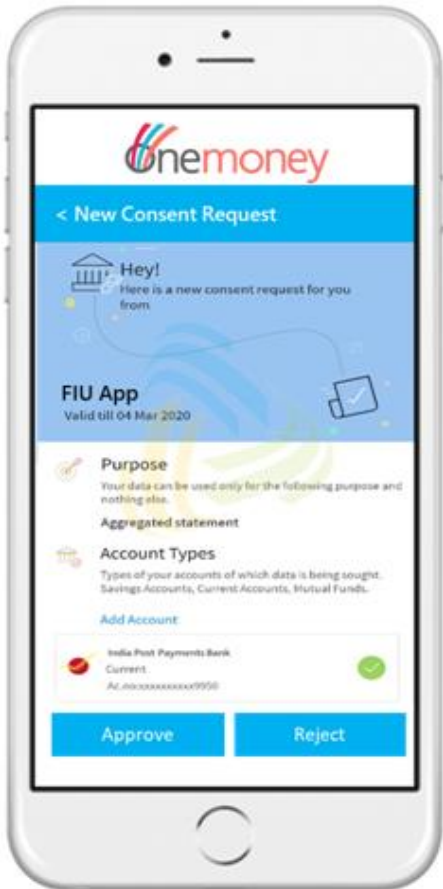 Onemoney
< New Consent Request
Hey!
Here is a new consent request for you
from
FIU App
Valid till 04 Mar 2020
Purpose
Your data can be used only for the following purpose and
nothing else.
Aggregated statement
Account Types
Types of your accounts of which data is being sought.
Savings Accounts, Current Accounts, Mutual Funds.
Add Account
India Post Payments Bank
Current
Ac.no:xxxxxxxxxxx9950
Approve
Reject